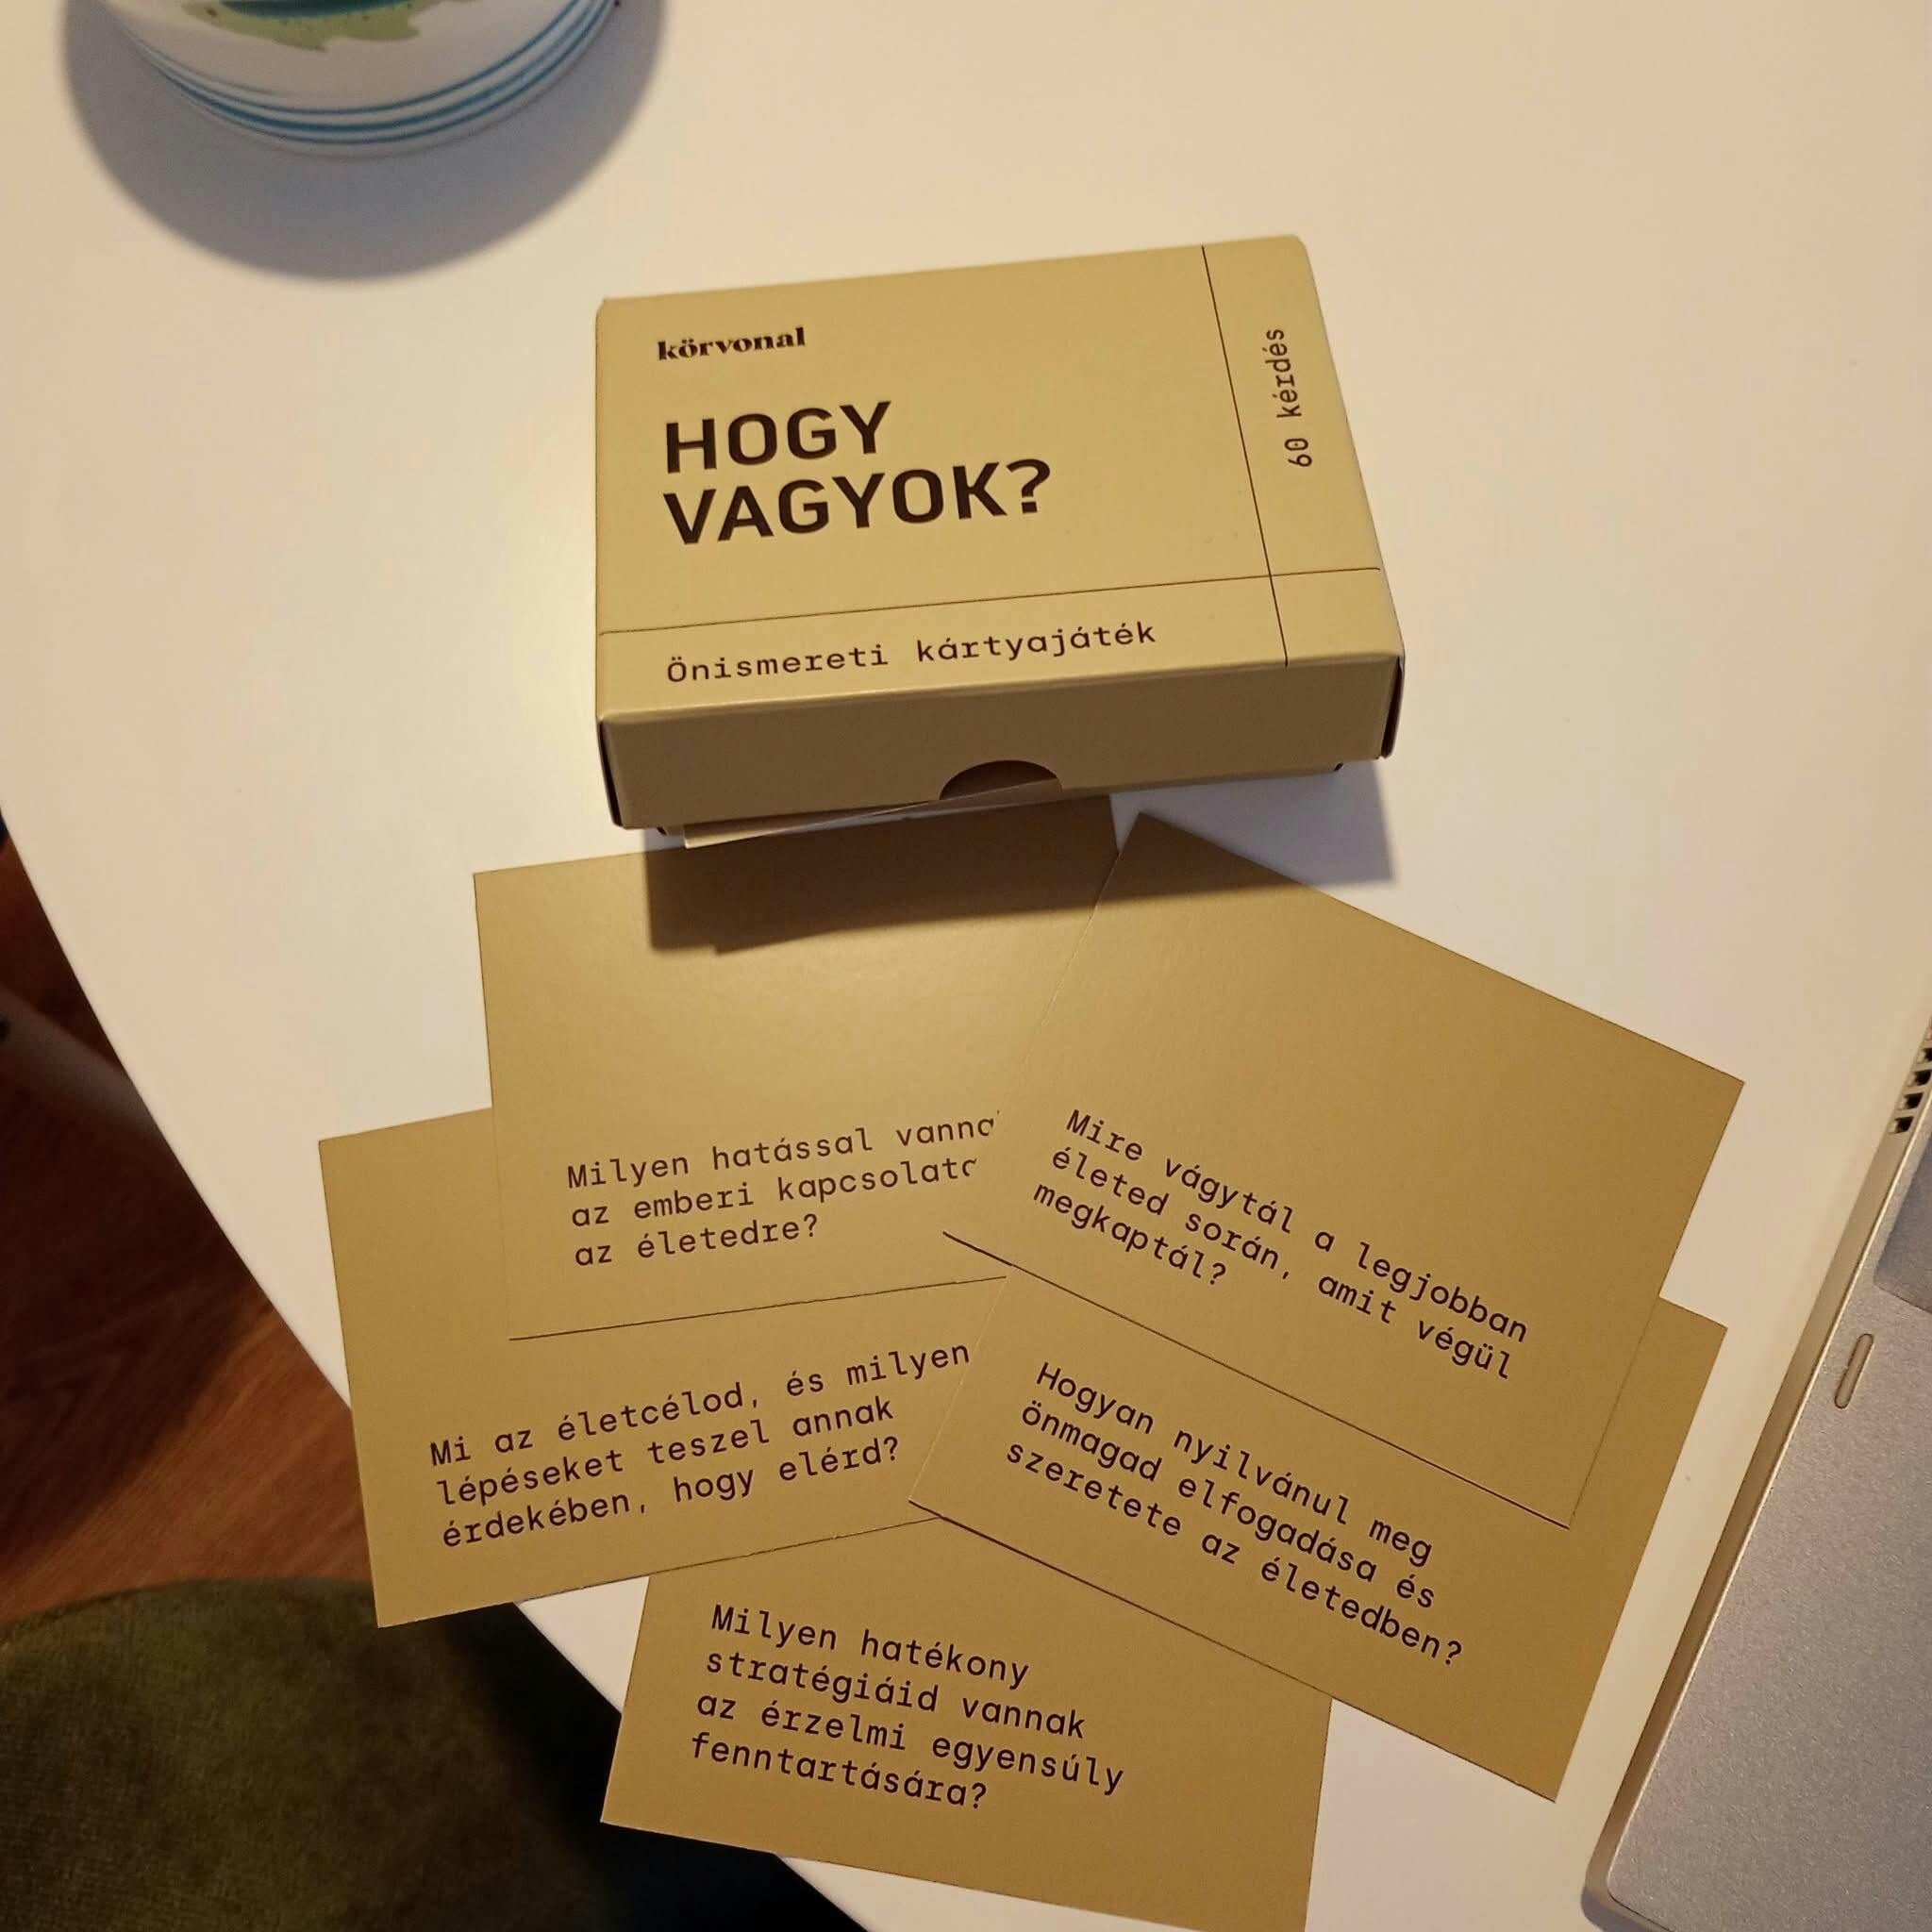 körvonal
HOGY
VAGYOK?
60 kérdés
Önismereti kártyajáték
Milyen hatással
az emberi
az életedre?
Mire vágytál a legjobban
életed során, amit végül
megkaptál?
Mi az életcélod, és milyen
lépéseket teszel annak
érdekében, hogy elérd?
Hogyan nyilvánul meg
önmagad elfogadása és
szeretete az életedben?
Milyen hatékony
stratégiáid vannak
az érzelmi egyensúly
fenntartására?